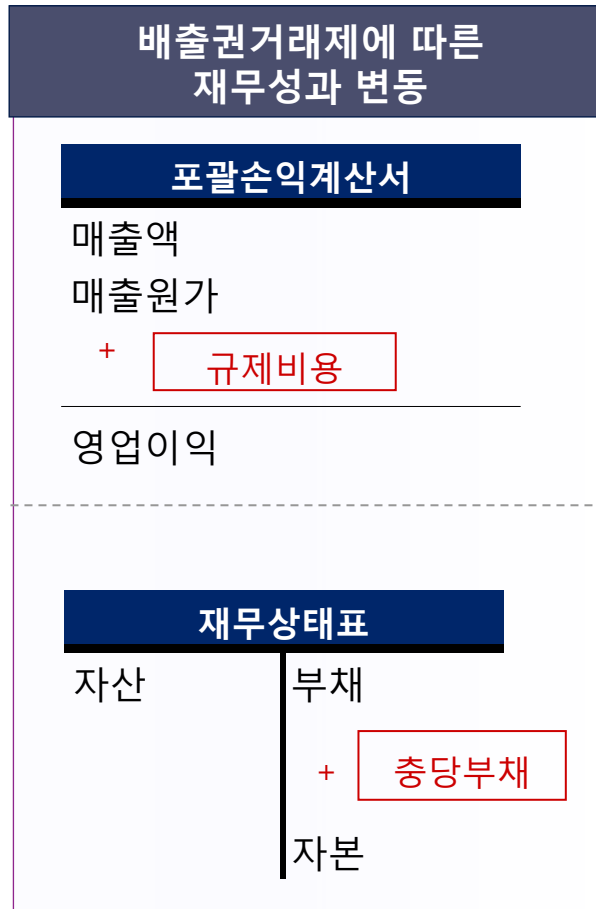 배출권거래제에 따른
재무성과 변동
포괄손익계산서
매출액
매출원가
+ 규제비용
영업이익
재무상태표
자산 부채
+ 충당부채
자본